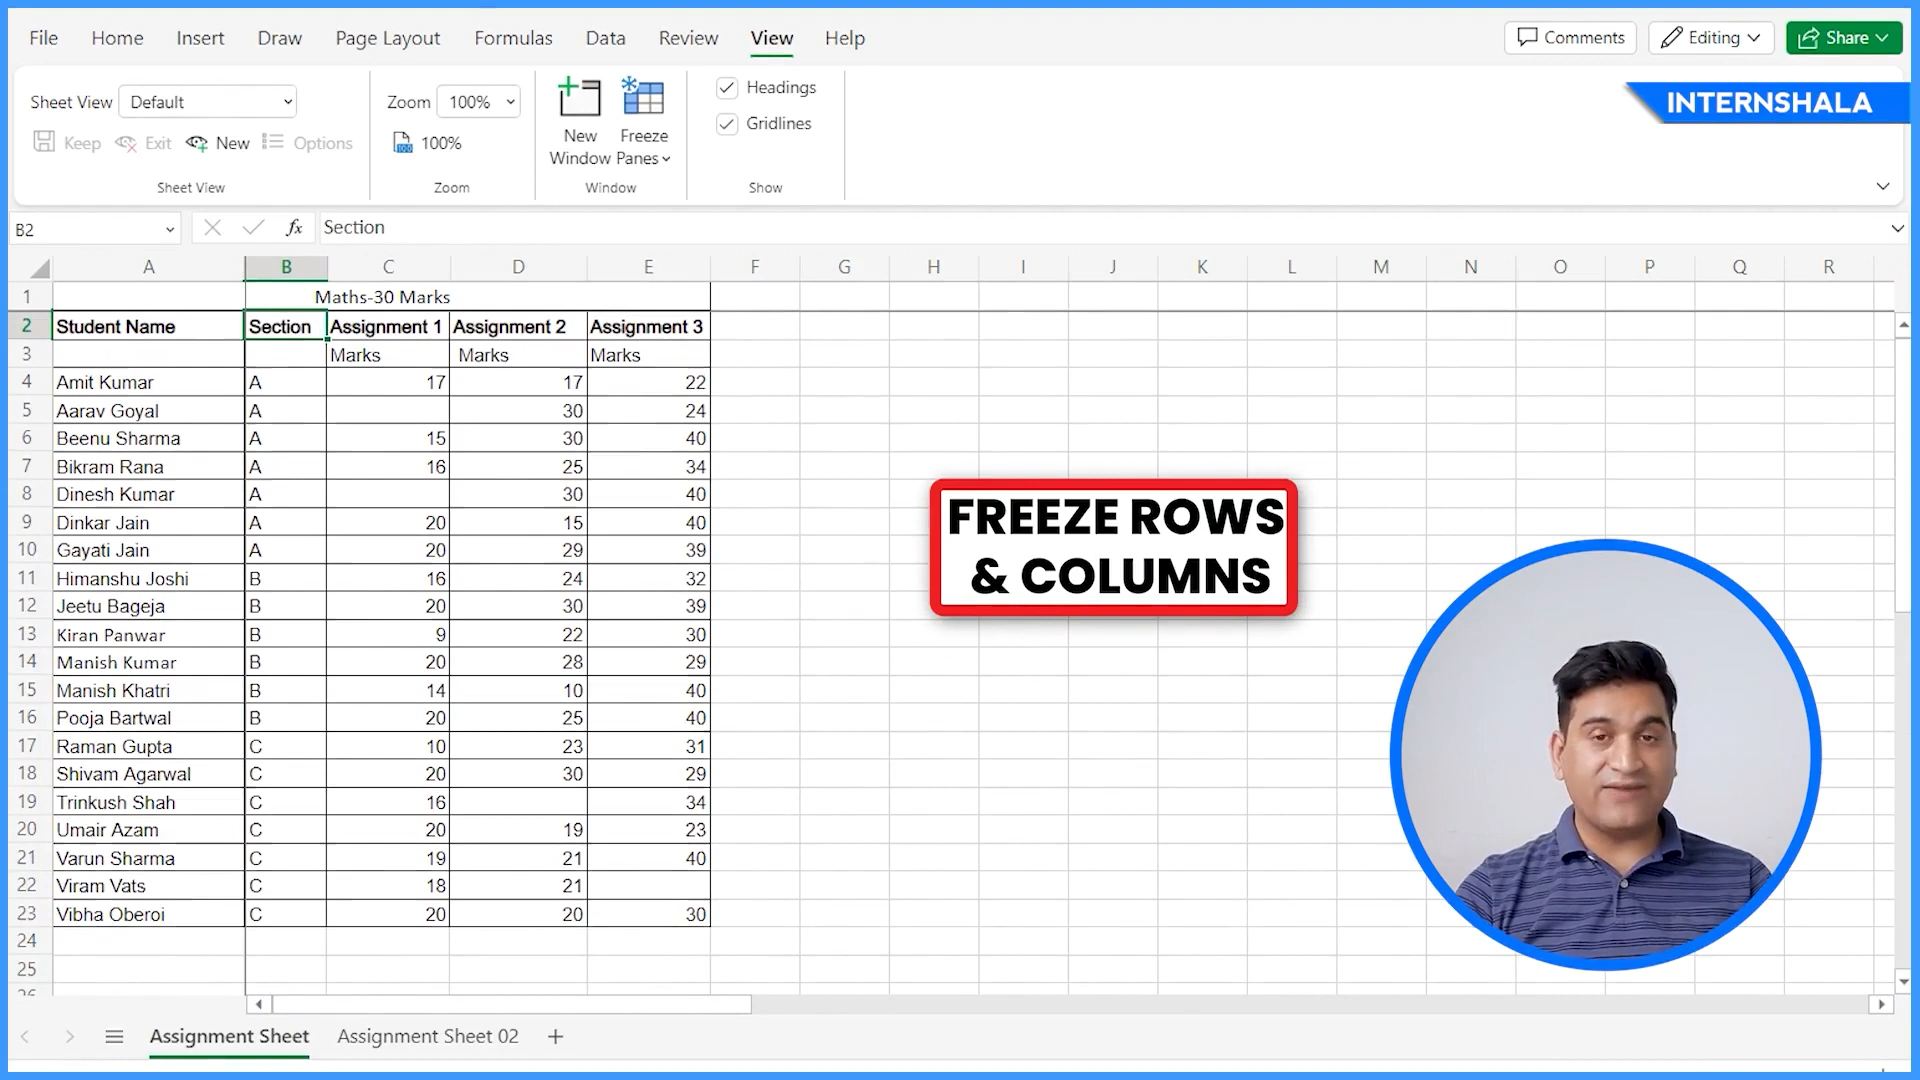 File Home Insert Draw Page Layout Formulas Data Review View Help Comments Editing Share
INTERNSHALA
Sheet View Default Zoom 100% Headings
Keep Exit New Options 100% New Window Freeze Panes Gridlines
Sheet View Zoom Window Show
B2 fx Section
A B C D E F G H I J K L M N O P Q R
1 Maths-30 Marks
2 Student Name Section Assignment 1 Assignment 2 Assignment 3
3 Marks Marks Marks
4 Amit Kumar A 17 17 22
5 Aarav Goyal A 30 24
6 Beenu Sharma A 15 30 40
7 Bikram Rana A 16 25 34
8 Dinesh Kumar A 30 40
9 Dinkar Jain A 20 15 40
10 Gayati Jain A 20 29 39
11 Himanshu Joshi B 16 24 32
12 Jeetu Bageja B 20 30 39
13 Kiran Panwar B 9 22 30
14 Manish Kumar B 20 28 29
15 Manish Khatri B 14 10 40
16 Pooja Bartwal B 20 25 40
17 Raman Gupta C 10 23 31
18 Shivam Agarwal C 20 30 29
19 Trinkush Shah C 16 34
20 Umair Azam C 20 19 23
21 Varun Sharma C 19 21 40
22 Viram Vats C 18 21
23 Vibha Oberoi C 20 20 30
24
25
26
FREEZE ROWS
& COLUMNS
Assignment Sheet Assignment Sheet 02